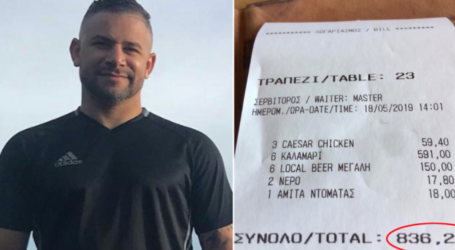 adidas
ΛΟΓΑΡΙΑΣΜΟΣ / BILL
ΤΡΑΠΕΖΙ/TABLE: 23
ΣΕΡΒΙΤΟΡΟΣ / WAITER: MASTER
ΗΜΕΡΟΜ./ΩΡΑ-DATE/TIME: 18/05/2019 14:01
3 CAESAR CHICKEN 59,40
6 ΚΑΛΑΜΑΡΙ 591,00
6 LOCAL BEER ΜΕΓΑΛΗ 150,00
2 ΝΕΡΟ 17,80
1 ΑΜΙΤΑ ΝΤΟΜΑΤΑΣ 18,00
ΣΥΝΟΛΟ/TOTAL: 836,2